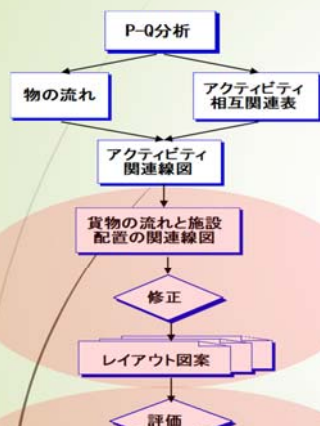 P-Q分析
物の流れ
アクティビティ
相互関連表
アクティビティ
関連線図
貨物の流れと施設
配置の関連線図
修正
レイアウト図案
評価